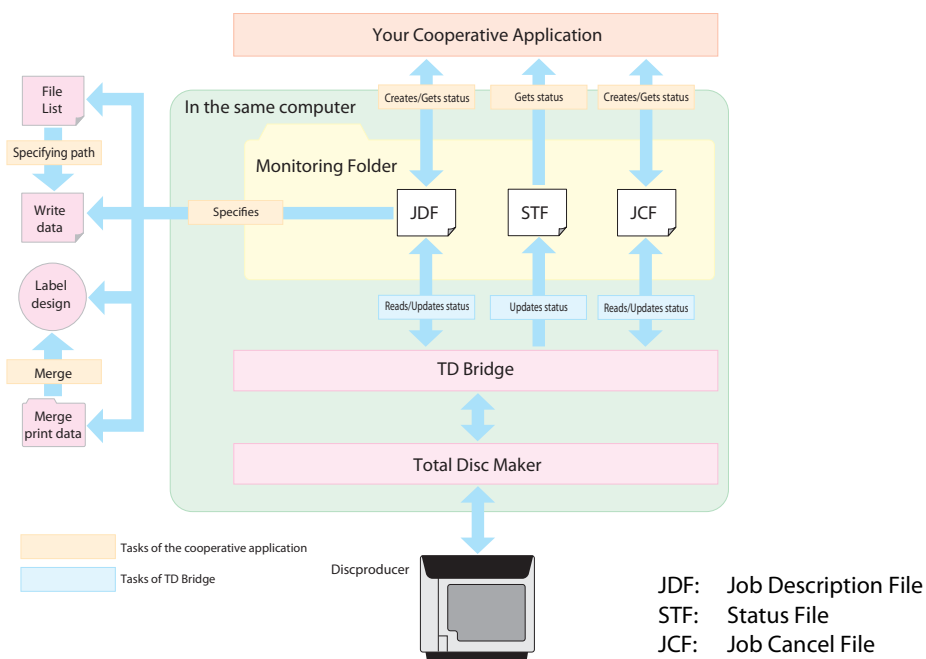 Your Cooperative Application
Creates/Gets status
Gets status
Creates/Gets status
In the same computer
File
List
Specifying path
Monitoring Folder
Write
data
Specifies
JDF
STF
JCF
Label
design
Reads/Updates status
Updates status
Reads/Updates status
Merge
TD Bridge
Merge
print data
Total Disc Maker
Tasks of the cooperative application
Tasks of TD Bridge
Discproducer
JDF: Job Description File
STF: Status File
JCF: Job Cancel File